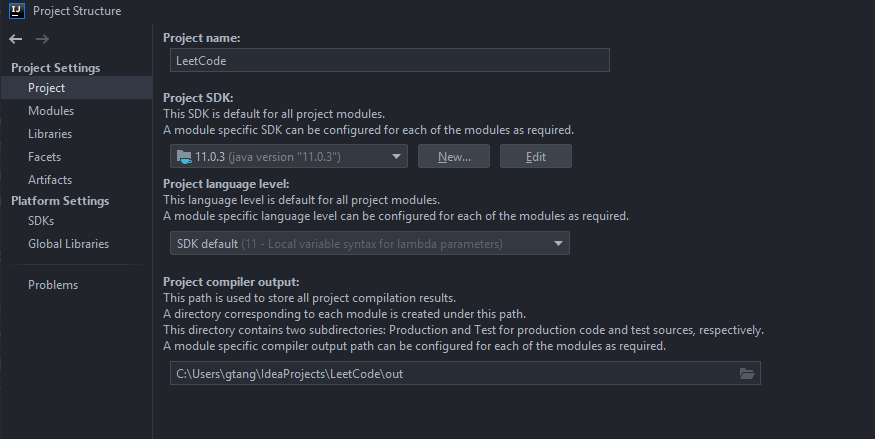 IJ
Project Structure
Project Settings
Project
Modules
Libraries
Facets
Artifacts
Platform Settings
SDKs
Global Libraries
Problems
Project name:
LeetCode
Project SDK:
This SDK is default for all project modules.
A module specific SDK can be configured for each of the modules as required.
11.0.3 (java version "11.0.3")
New...
Edit
Project language level:
This language level is default for all project modules.
A module specific language level can be configured for each of the modules as required.
SDK default (11 - Local variable syntax for lambda parameters)
Project compiler output:
This path is used to store all project compilation results.
A directory corresponding to each module is created under this path.
This directory contains two subdirectories: Production and Test for production code and test sources, respectively.
A module specific compiler output path can be configured for each of the modules as required.
C:\Users\gtang\IdeaProjects\LeetCode\out